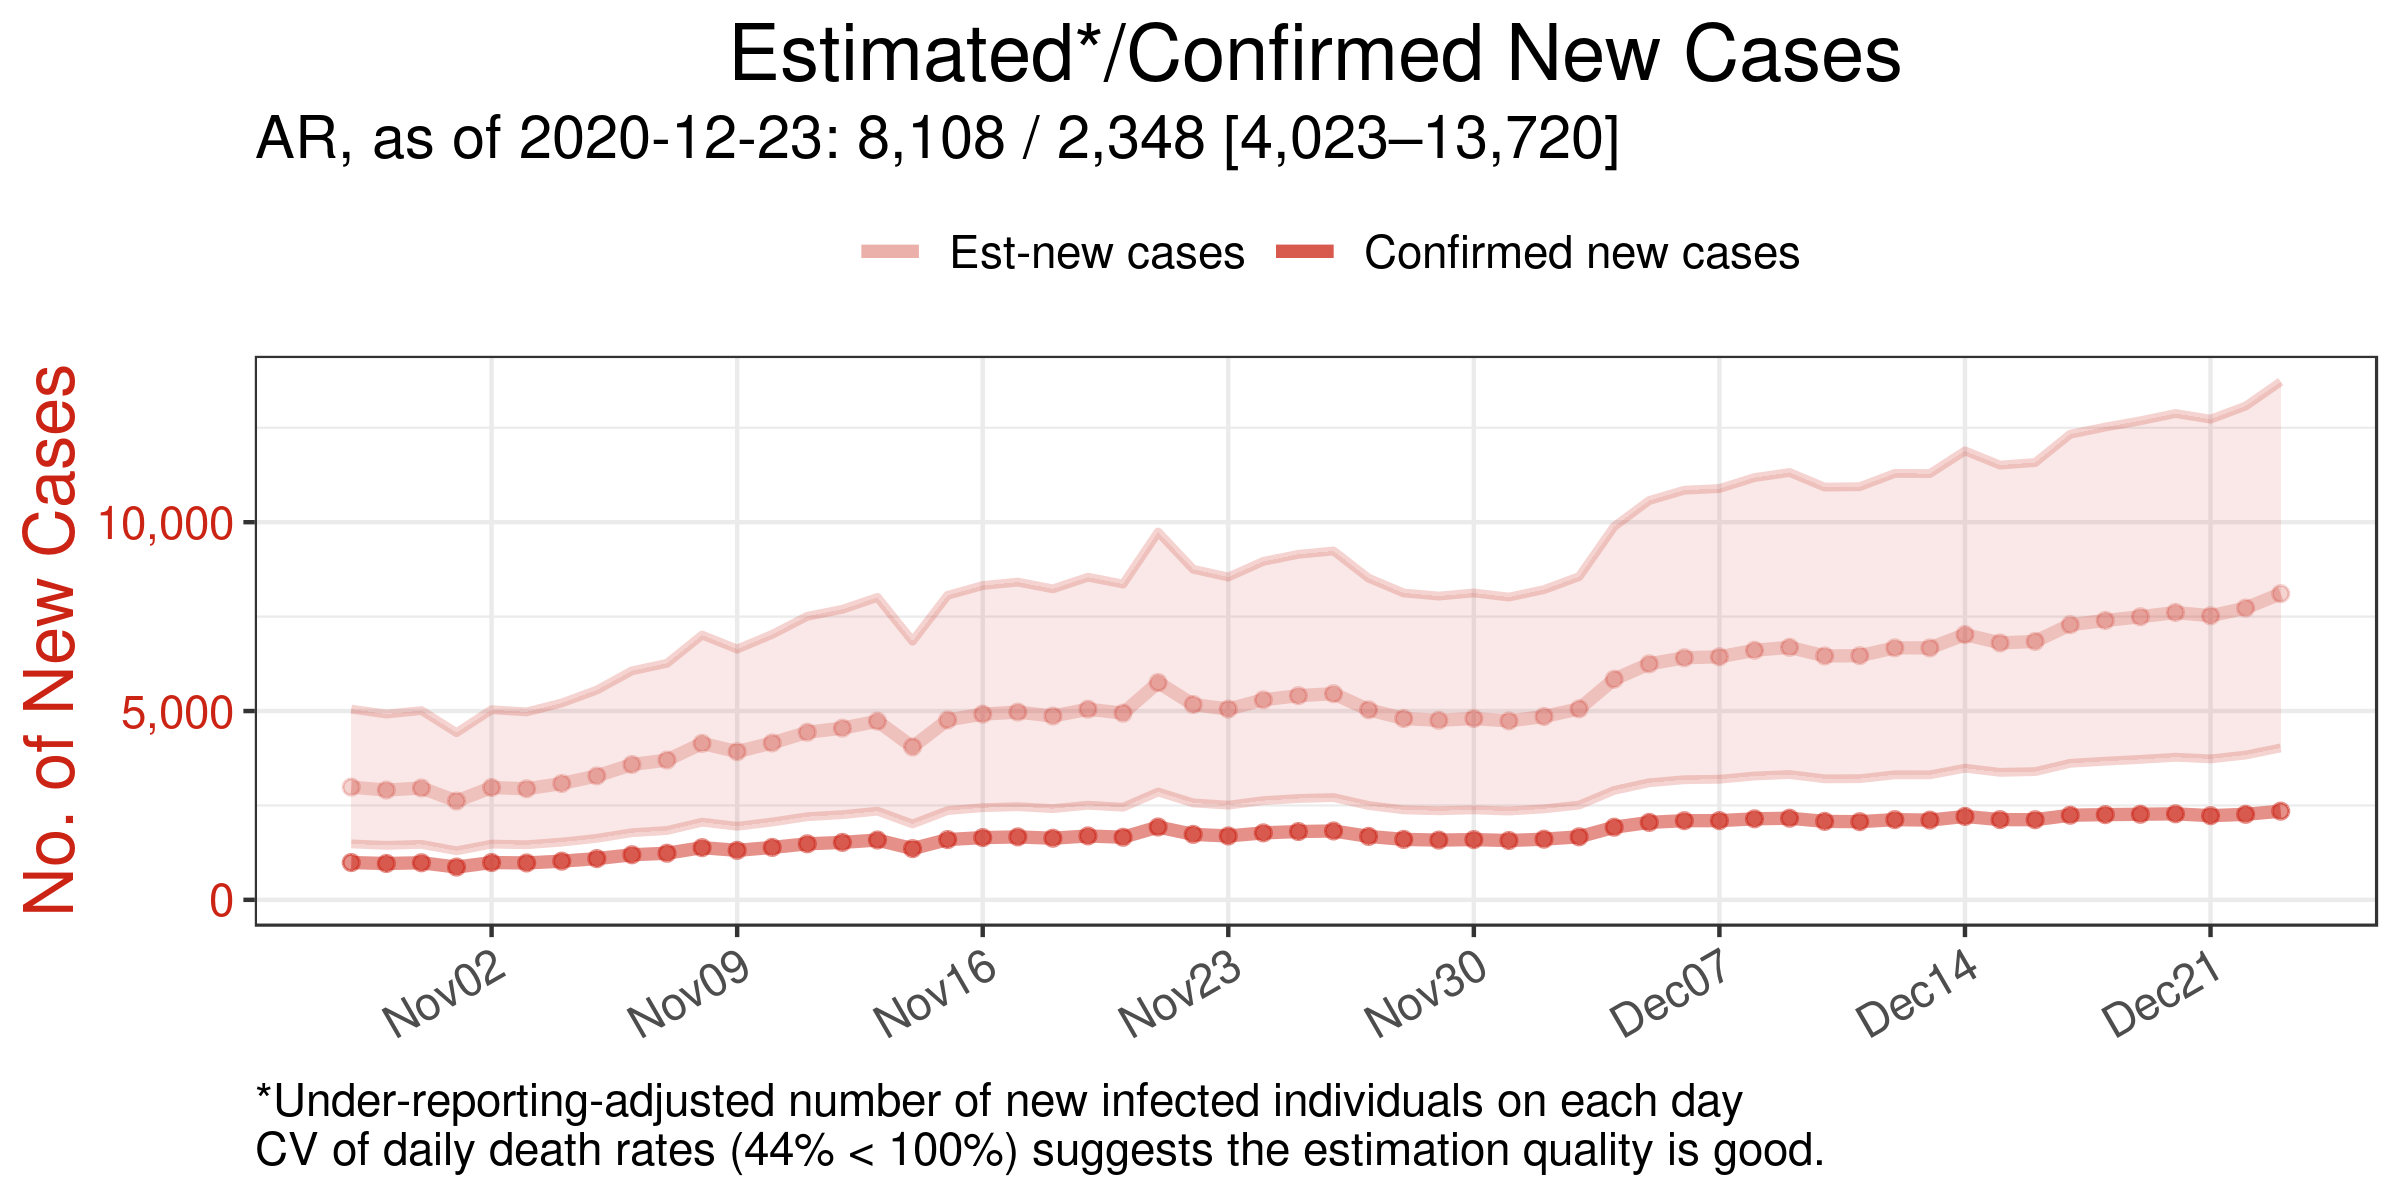 Estimated*/Confirmed New Cases
AR, as of 2020-12-23: 8,108 / 2,348 [4,023–13,720]
Est-new cases
Confirmed new cases
No. of New Cases
10,000
5,000
0
Nov02
Nov09
Nov16
Nov23
Nov30
Dec07
Dec14
Dec21
*Under-reporting-adjusted number of new infected individuals on each day
CV of daily death rates (44% < 100%) suggests the estimation quality is good.